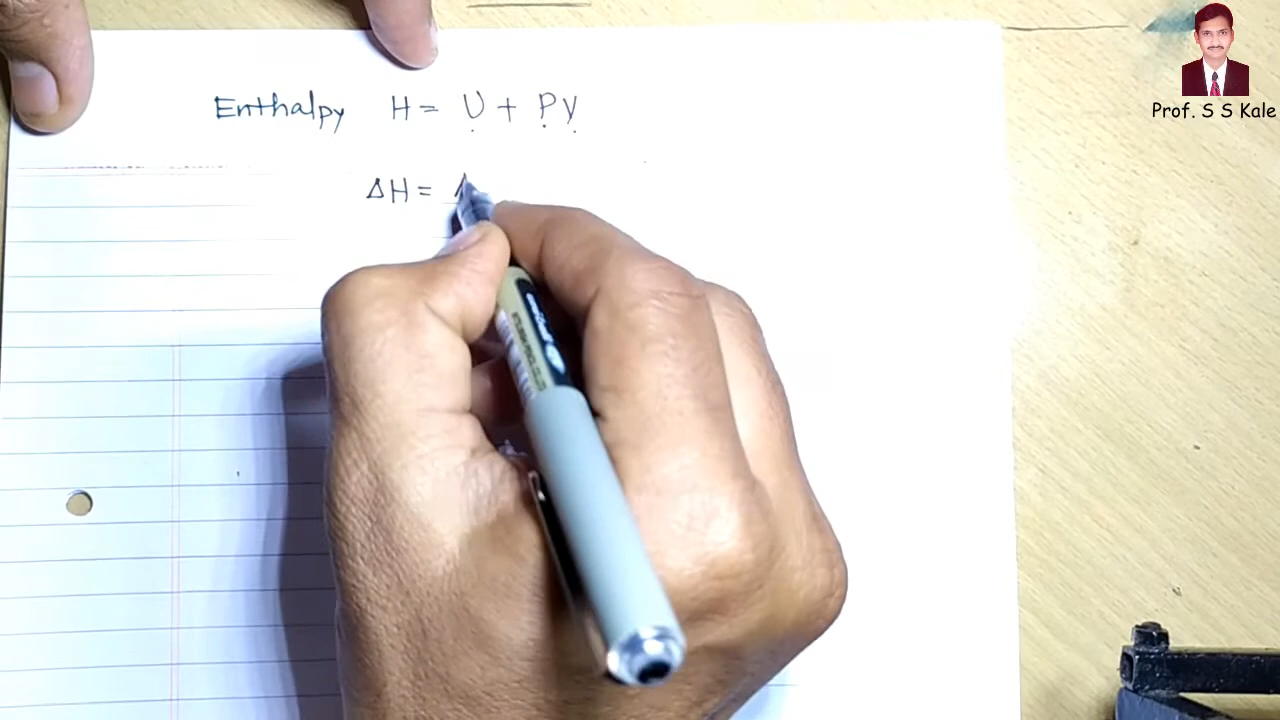 Enthalpy H = U + PV
ΔH =
Prof. S S Kale